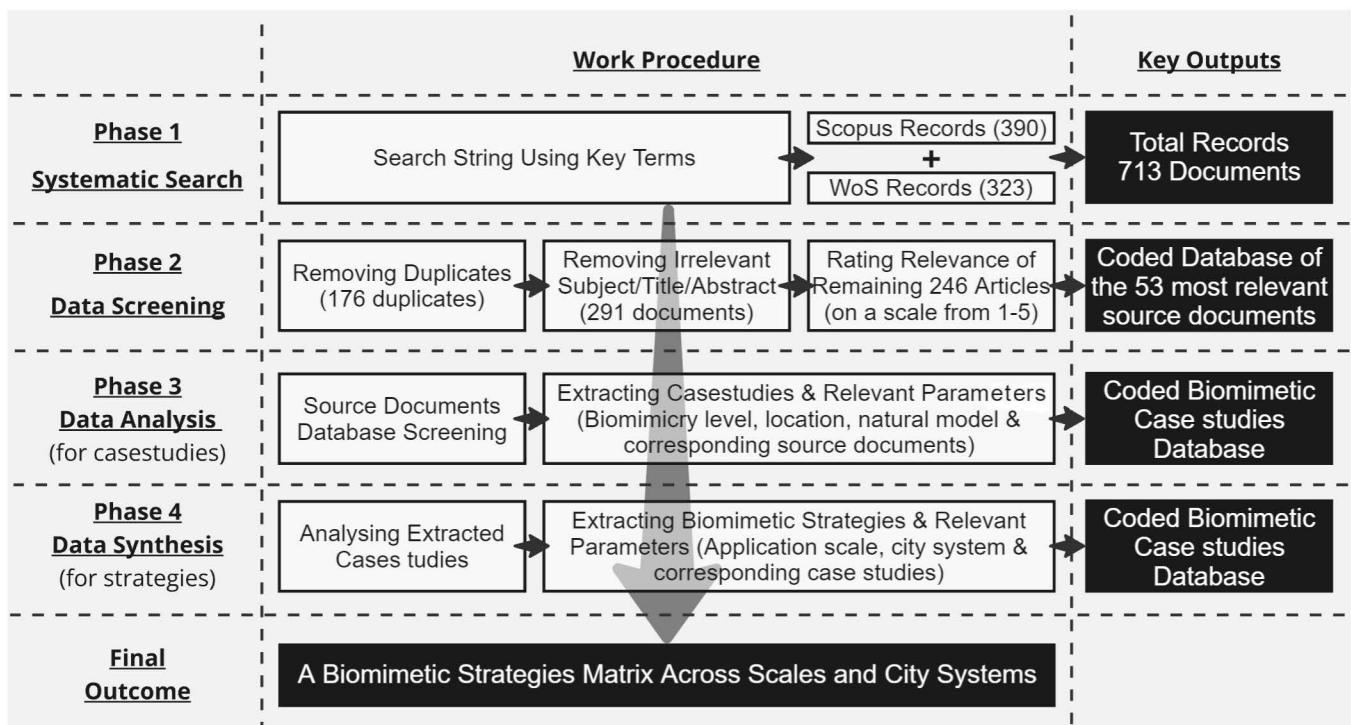 Work Procedure
Key Outputs
Phase 1
Systematic Search
Search String Using Key Terms
Scopus Records (390)
+
WoS Records (323)
Total Records
713 Documents
Phase 2
Data Screening
Removing Duplicates
(176 duplicates)
Removing Irrelevant
Subject/Title/Abstract
(291 documents)
Rating Relevance of
Remaining 246 Articles
(on a scale from 1-5)
Coded Database of
the 53 most relevant
source documents
Phase 3
Data Analysis
(for casestudies)
Source Documents
Database Screening
Extracting Casestudies & Relevant Parameters
(Biomimicry level, location, natural model &
corresponding source documents)
Coded Biomimetic
Case studies
Database
Phase 4
Data Synthesis
(for strategies)
Analysing Extracted
Cases tudies
Extracting Biomimetic Strategies & Relevant
Parameters (Application scale, city system &
corresponding case studies)
Coded Biomimetic
Case studies
Database
Final
Outcome
A Biomimetic Strategies Matrix Across Scales and City Systems